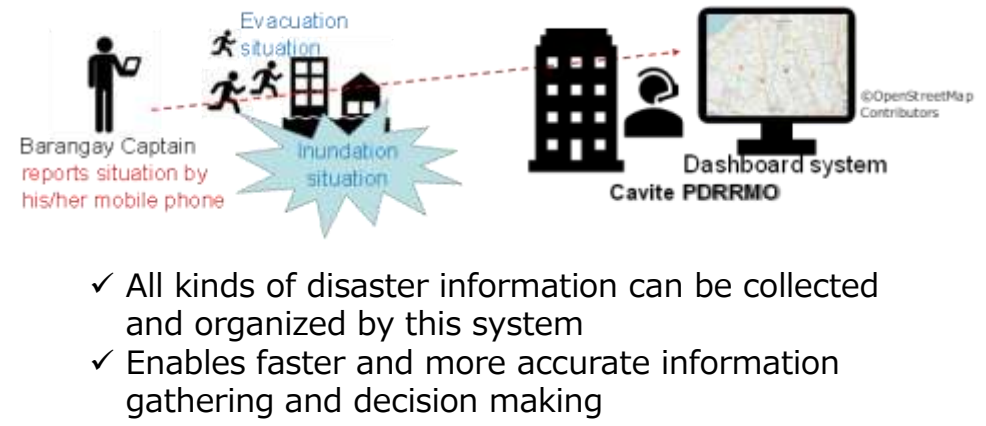 Evacuation
situation
Barangay Captain
reports situation by
his/her mobile phone
Inundation
situation
©OpenStreetMap
Contributors
Dashboard system
Cavite PDRRMO
✓ All kinds of disaster information can be collected
and organized by this system
✓ Enables faster and more accurate information
gathering and decision making